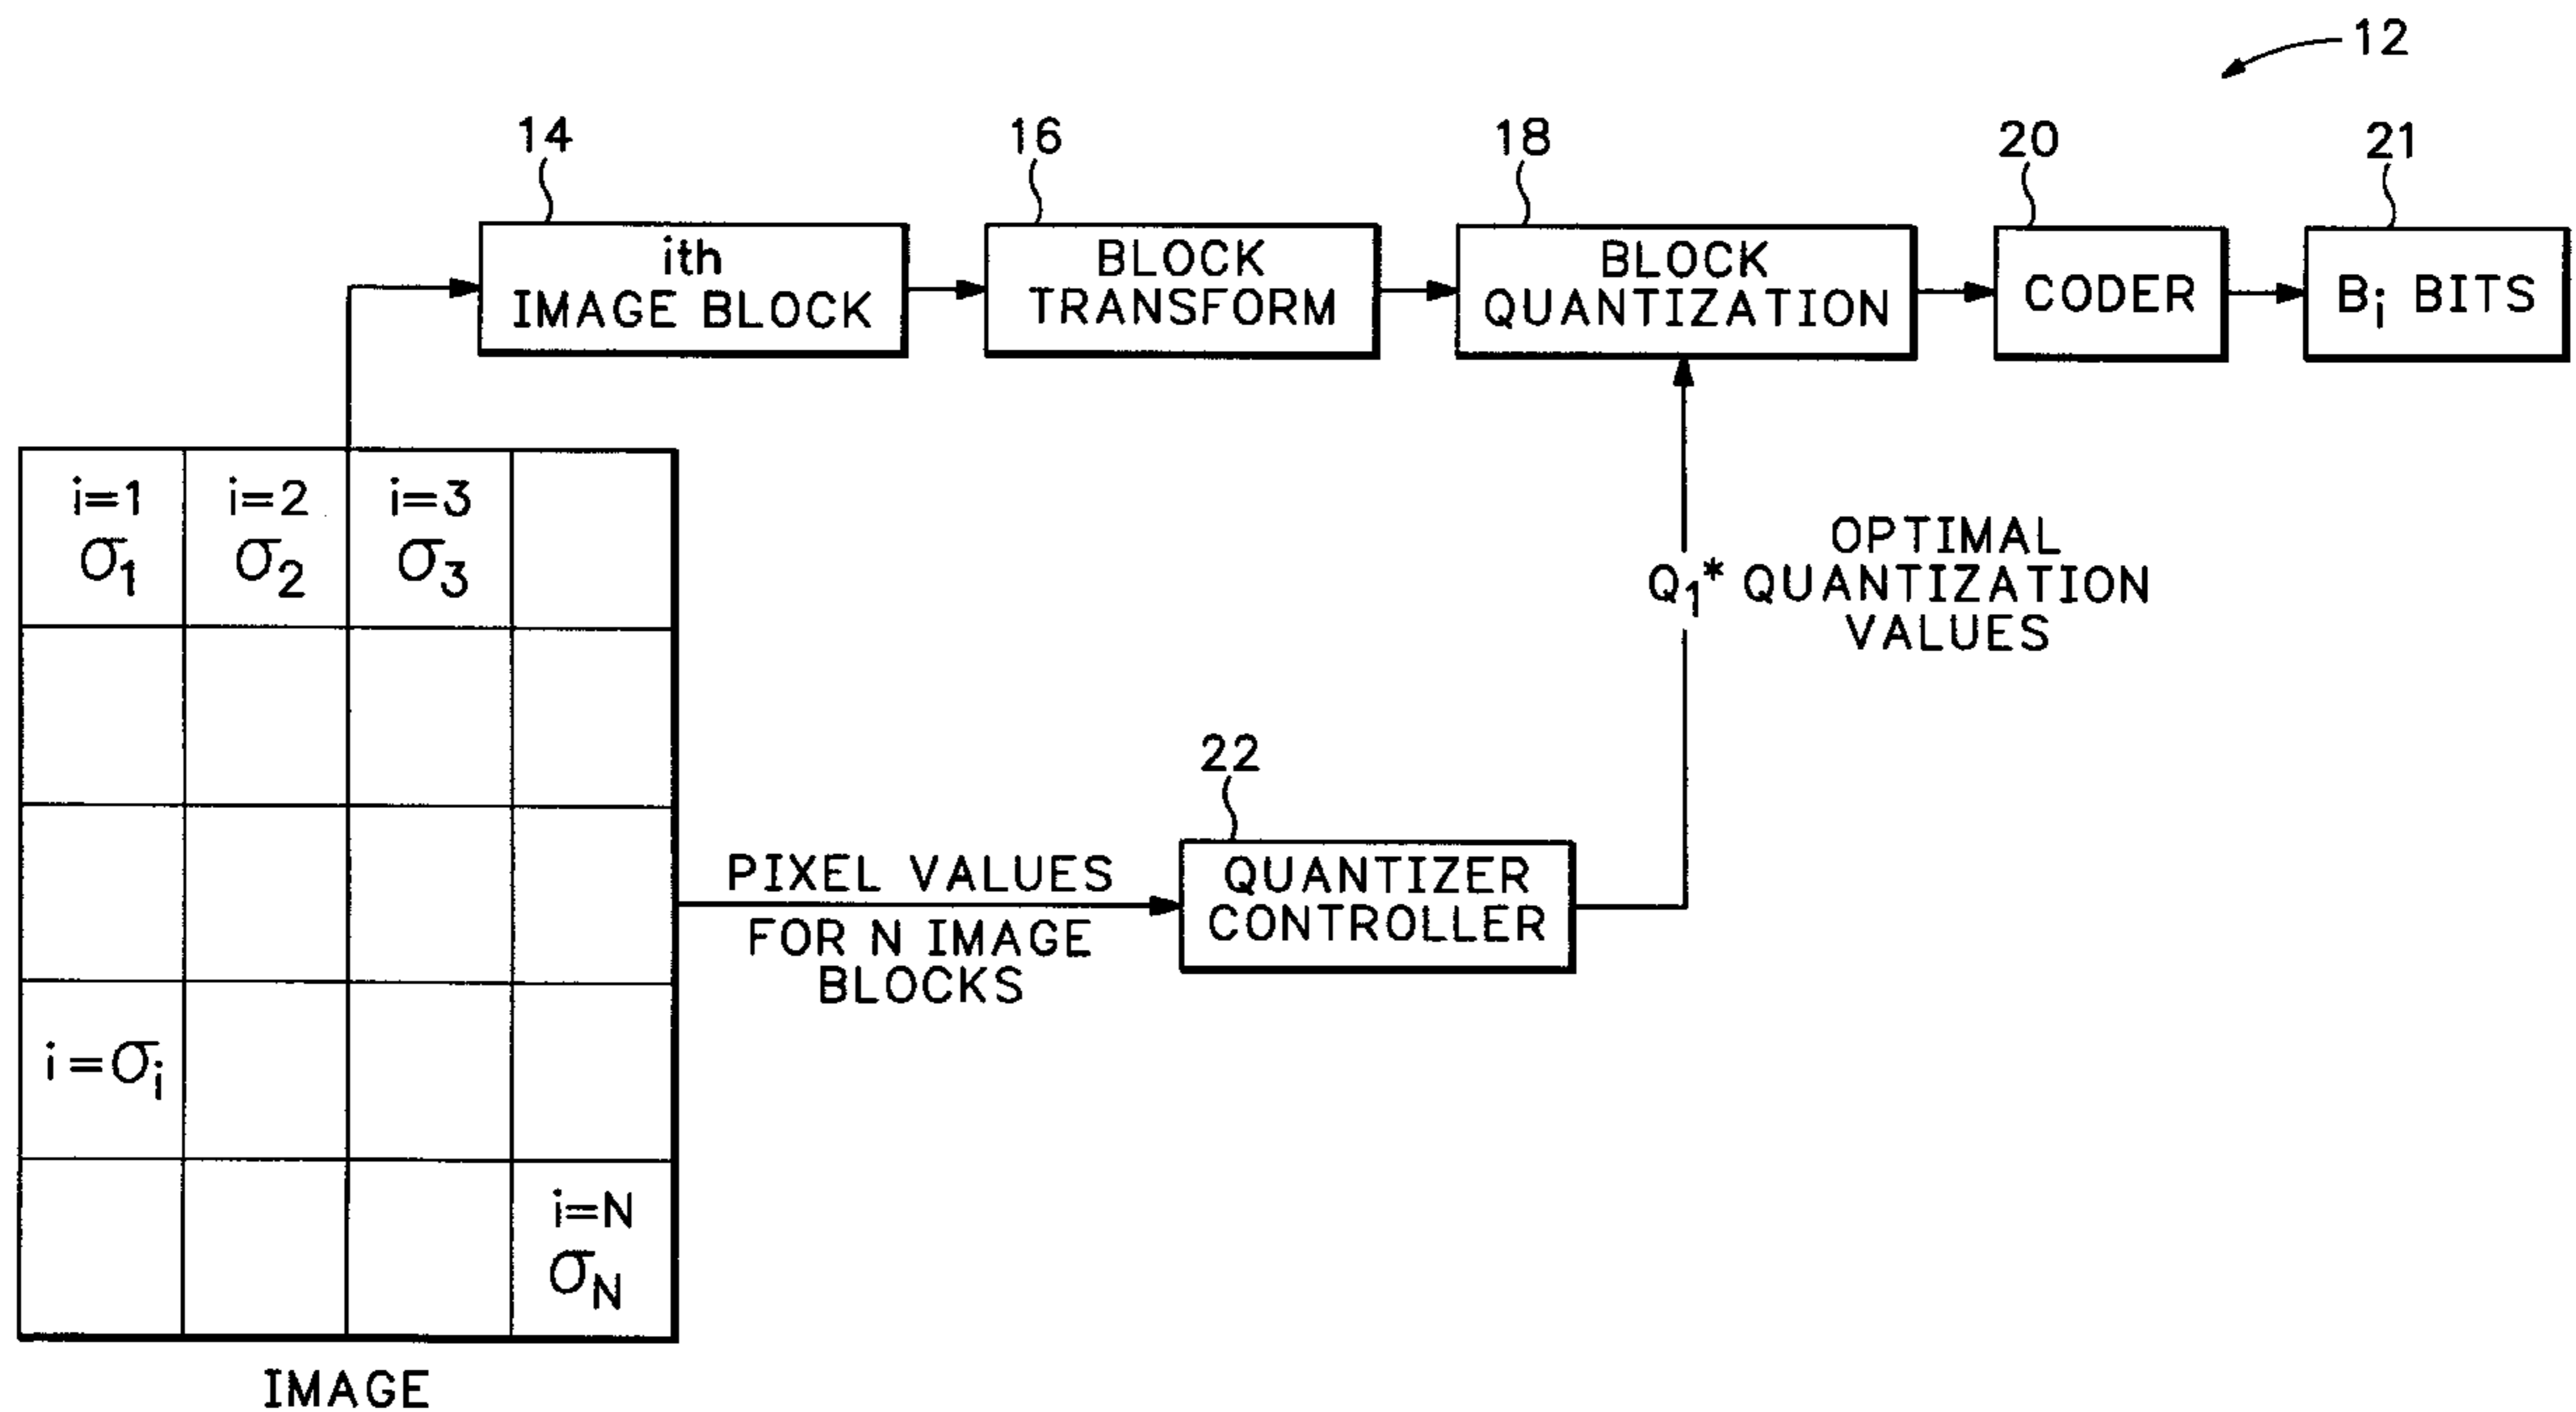 12
14
16
18
20
21
ith
IMAGE BLOCK
BLOCK
TRANSFORM
BLOCK
QUANTIZATION
CODER
Bi BITS
i=1
σ1
i=2
σ2
i=3
σ3
OPTIMAL
Q1* QUANTIZATION
VALUES
22
PIXEL VALUES
FOR N IMAGE
BLOCKS
QUANTIZER
CONTROLLER
i=σi
i=N
σN
IMAGE